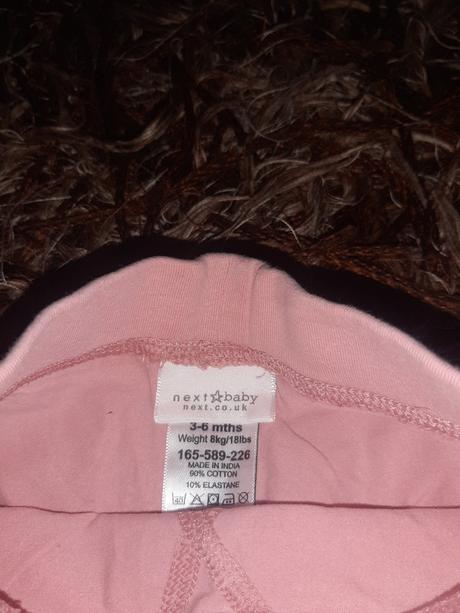 next☆baby
next.co.uk
3-6 mths
Weight 8kg/18lbs
165-589-226
MADE IN INDIA
90% COTTON
10% ELASTANE
40